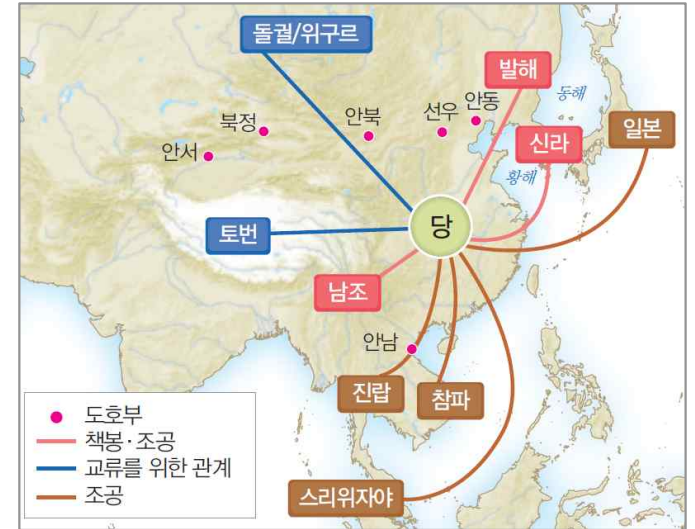 돌궐/위구르
발해
동해
안동
선우
안북
북정
일본
신라
안서
황해
당
토번
남조
안남
진랍
참파
스리위자야
도호부
책봉·조공
교류를 위한 관계
조공